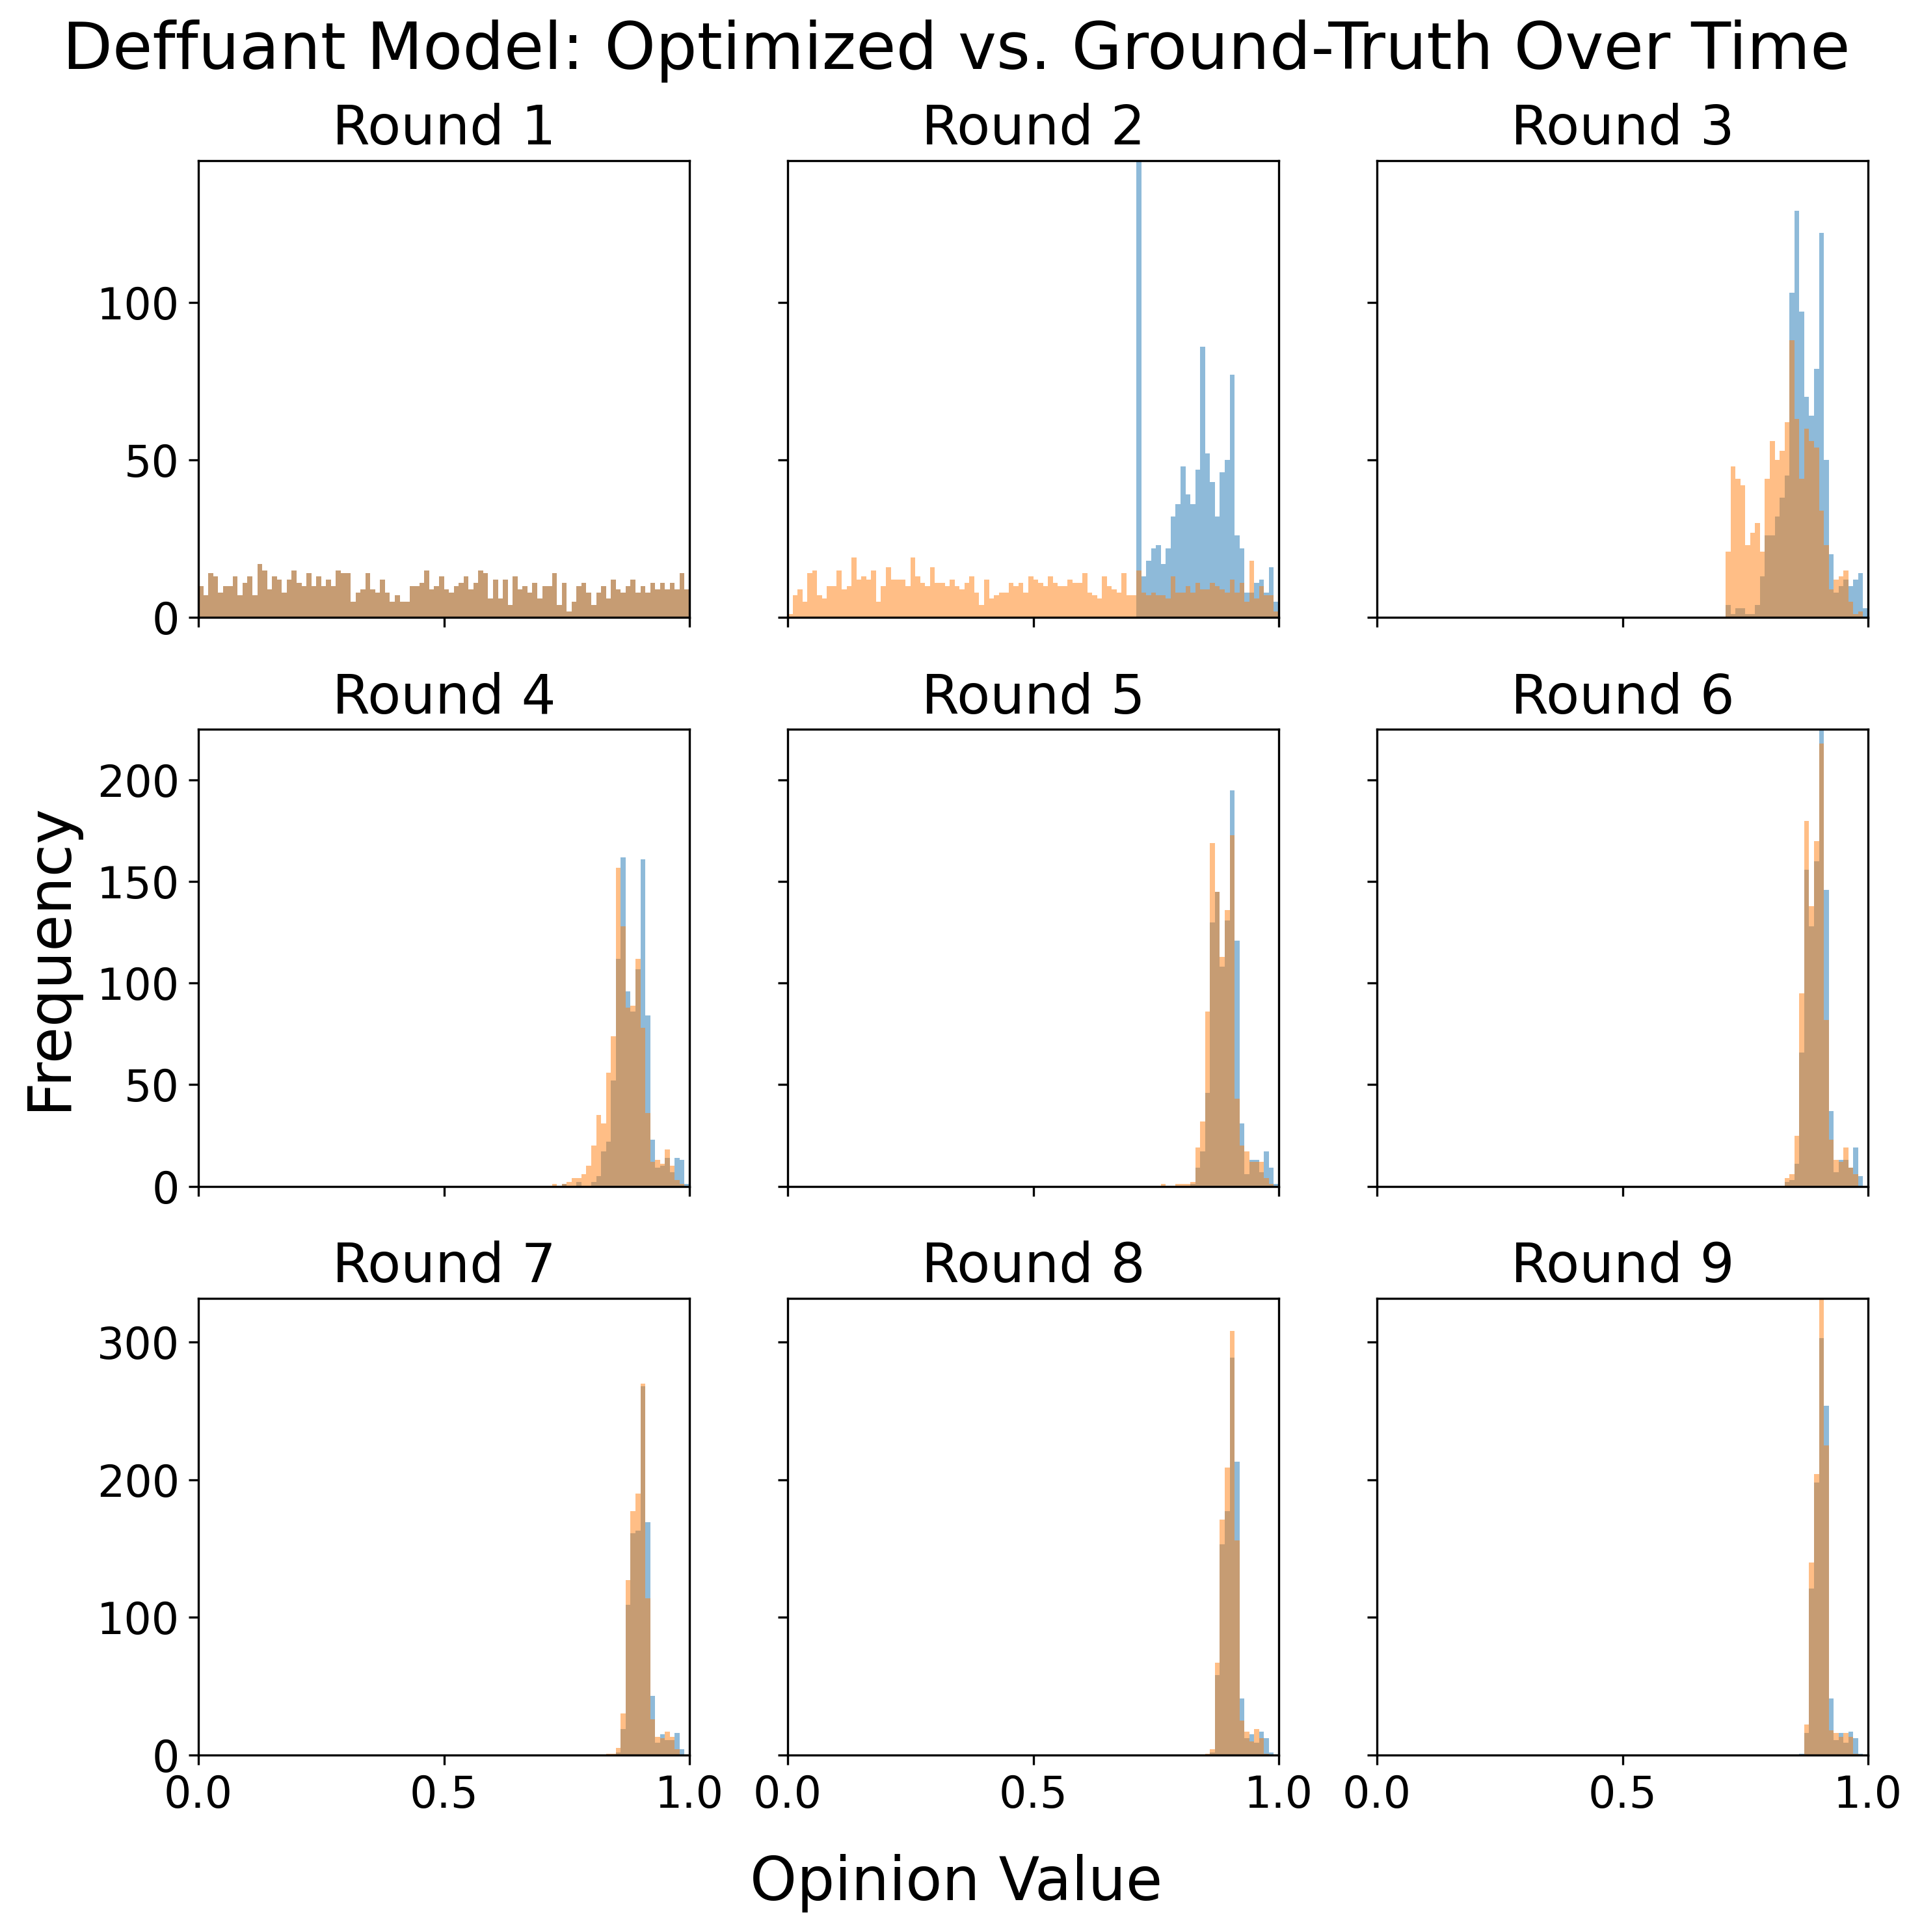 Deffuant Model: Optimized vs. Ground-Truth Over Time
Round 1
Round 2
Round 3
100
50
0
Round 4
Round 5
Round 6
Frequency
200
150
100
50
0
Round 7
Round 8
Round 9
300
200
100
0
0.0 0.5 1.0 0.0 0.5 1.0 0.0 0.5 1.0
Opinion Value